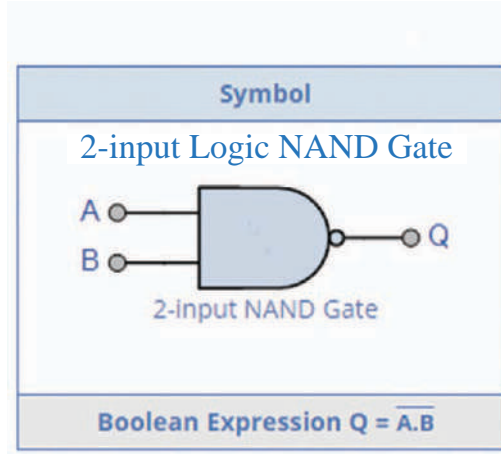 Symbol
2-input Logic NAND Gate
A
B
Q
2-input NAND Gate
Boolean Expression Q = A̅.̅B̅